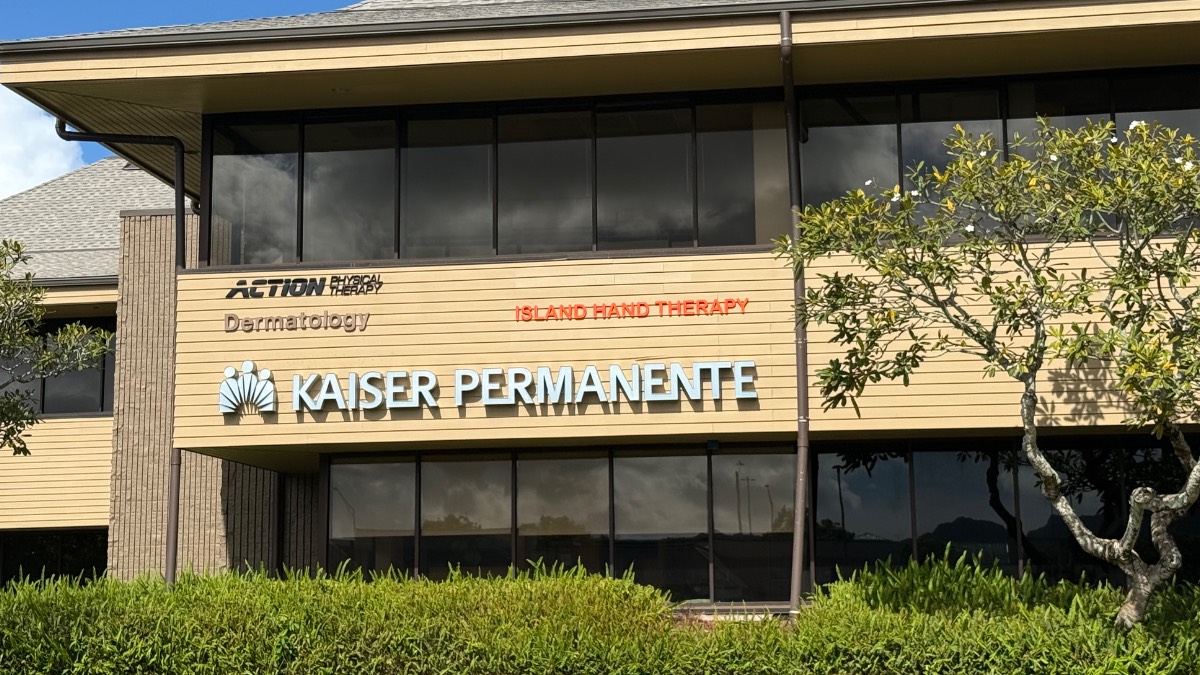 ACTION PHYSICAL THERAPY
Dermatology
ISLAND HAND THERAPY
KAISER PERMANENTE